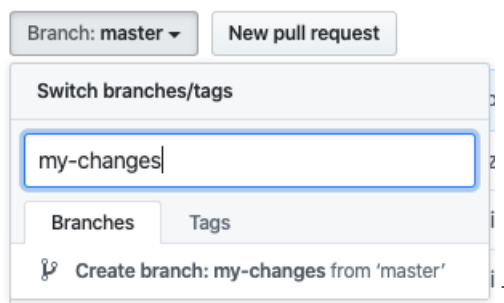 Branch: master New pull request
Switch branches/tags
my-changes
Branches Tags
Create branch: my-changes from ‘master’